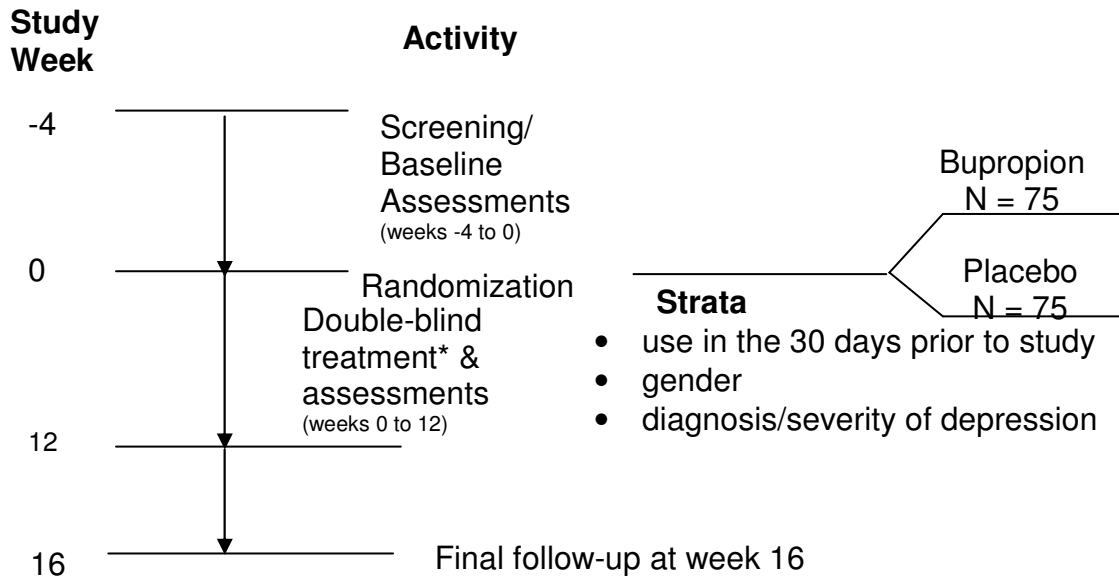 Study
Week
Activity
-4
Screening/
Baseline
Assessments
(weeks -4 to 0)
Bupropion
N = 75
0
Randomization
Placebo
N = 75
Strata
• use in the 30 days prior to study
• gender
• diagnosis/severity of depression
Double-blind
treatment* &
assessments
(weeks 0 to 12)
12
16
Final follow-up at week 16